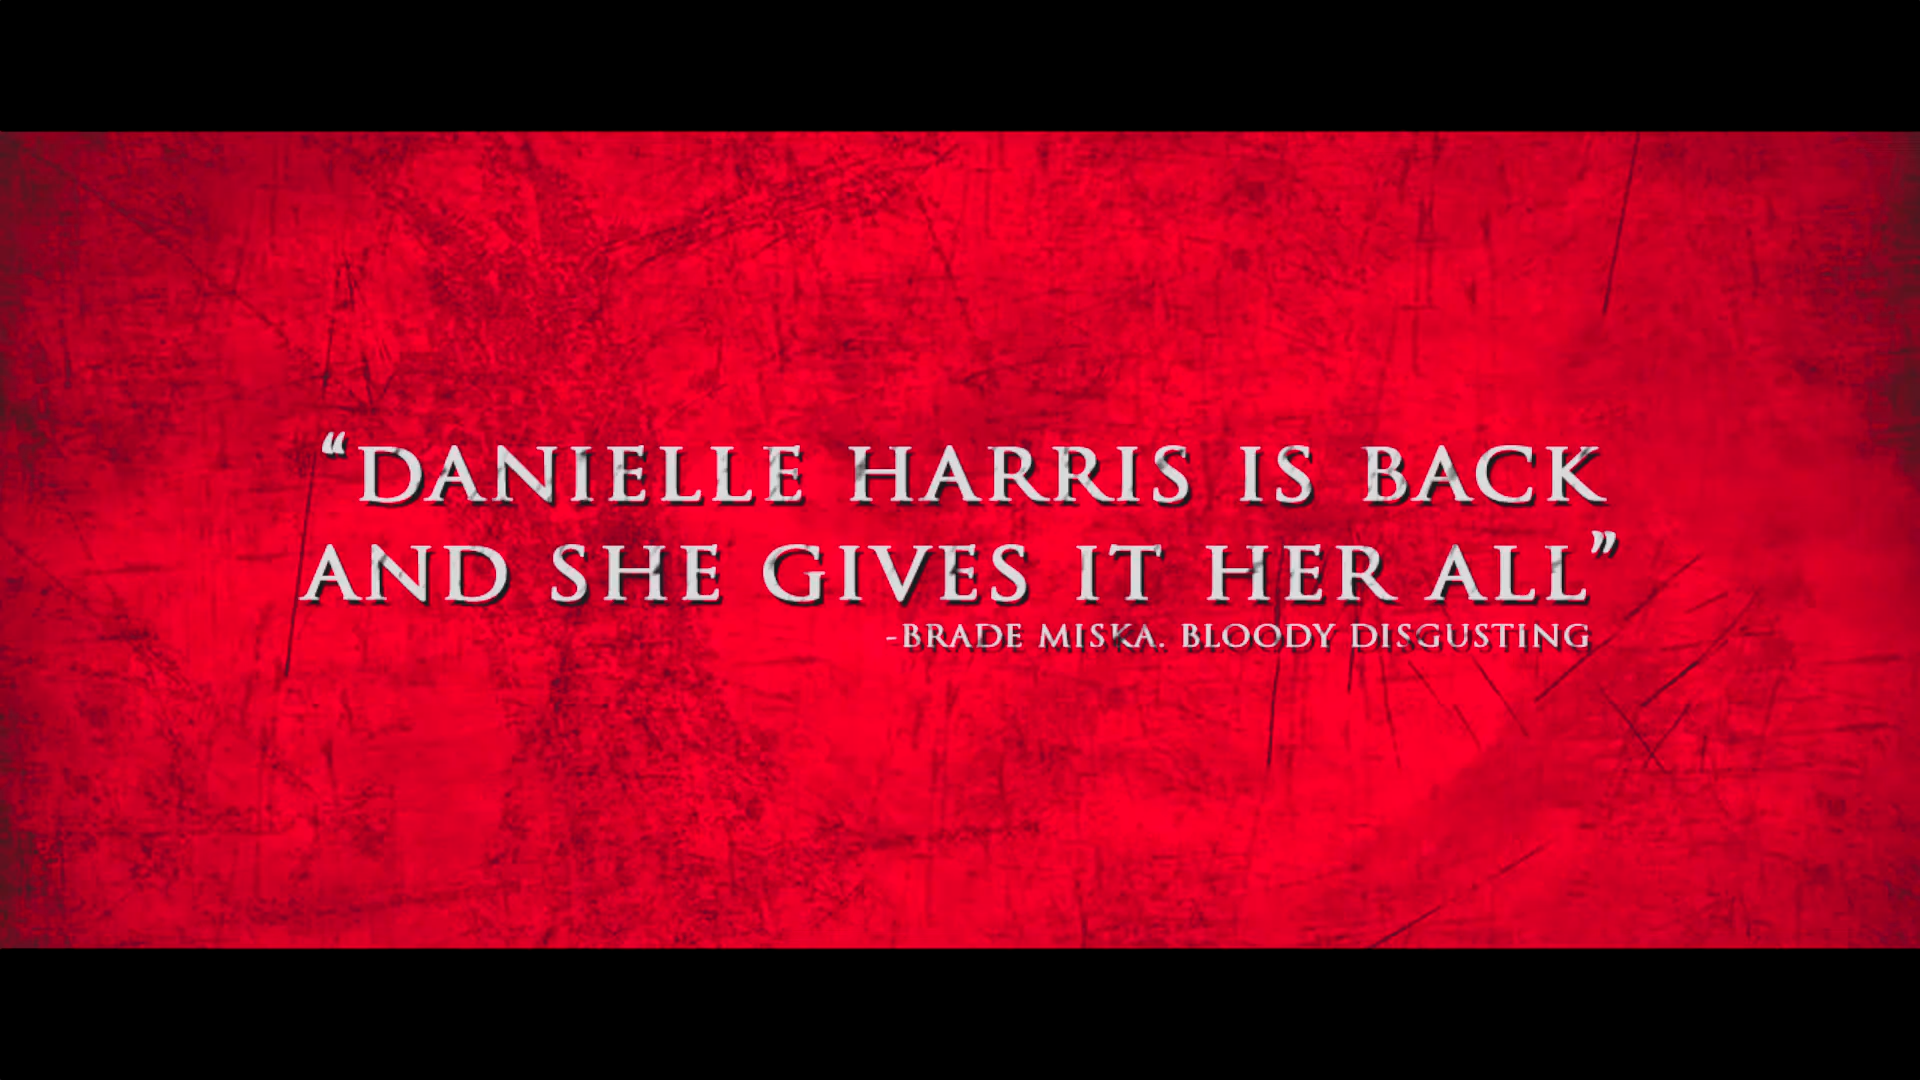 “DANIELLE HARRIS IS BACK
AND SHE GIVES IT HER ALL”
-BRADE MISKA. BLOODY DISGUSTING